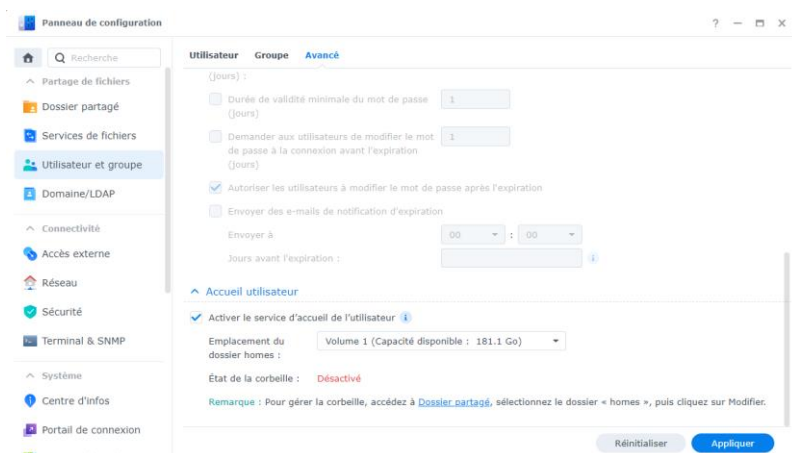 Panneau de configuration
Recherche
Partage de fichiers
Dossier partagé
Services de fichiers
Utilisateur et groupe
Domaine/LDAP
Connectivité
Accès externe
Réseau
Sécurité
Terminal & SNMP
Système
Centre d'infos
Portail de connexion
Utilisateur Groupe Avancé
(jours) :
Durée de validité minimale du mot de passe 1
(jours)
Demander aux utilisateurs de modifier le mot 1
de passe à la connexion avant l'expiration
(jours)
Autoriser les utilisateurs à modifier le mot de passe après l'expiration
Envoyer des e-mails de notification d'expiration
Envoyer à 00 : 00
Jours avant l'expiration :
Accueil utilisateur
Activer le service d'accueil de l'utilisateur
Emplacement du Volume 1 (Capacité disponible : 181.1 Go)
dossier homes :
État de la corbeille : Désactivé
Remarque : Pour gérer la corbeille, accédez à Dossier partagé, sélectionnez le dossier « homes », puis cliquez sur Modifier.
Réinitialiser Appliquer